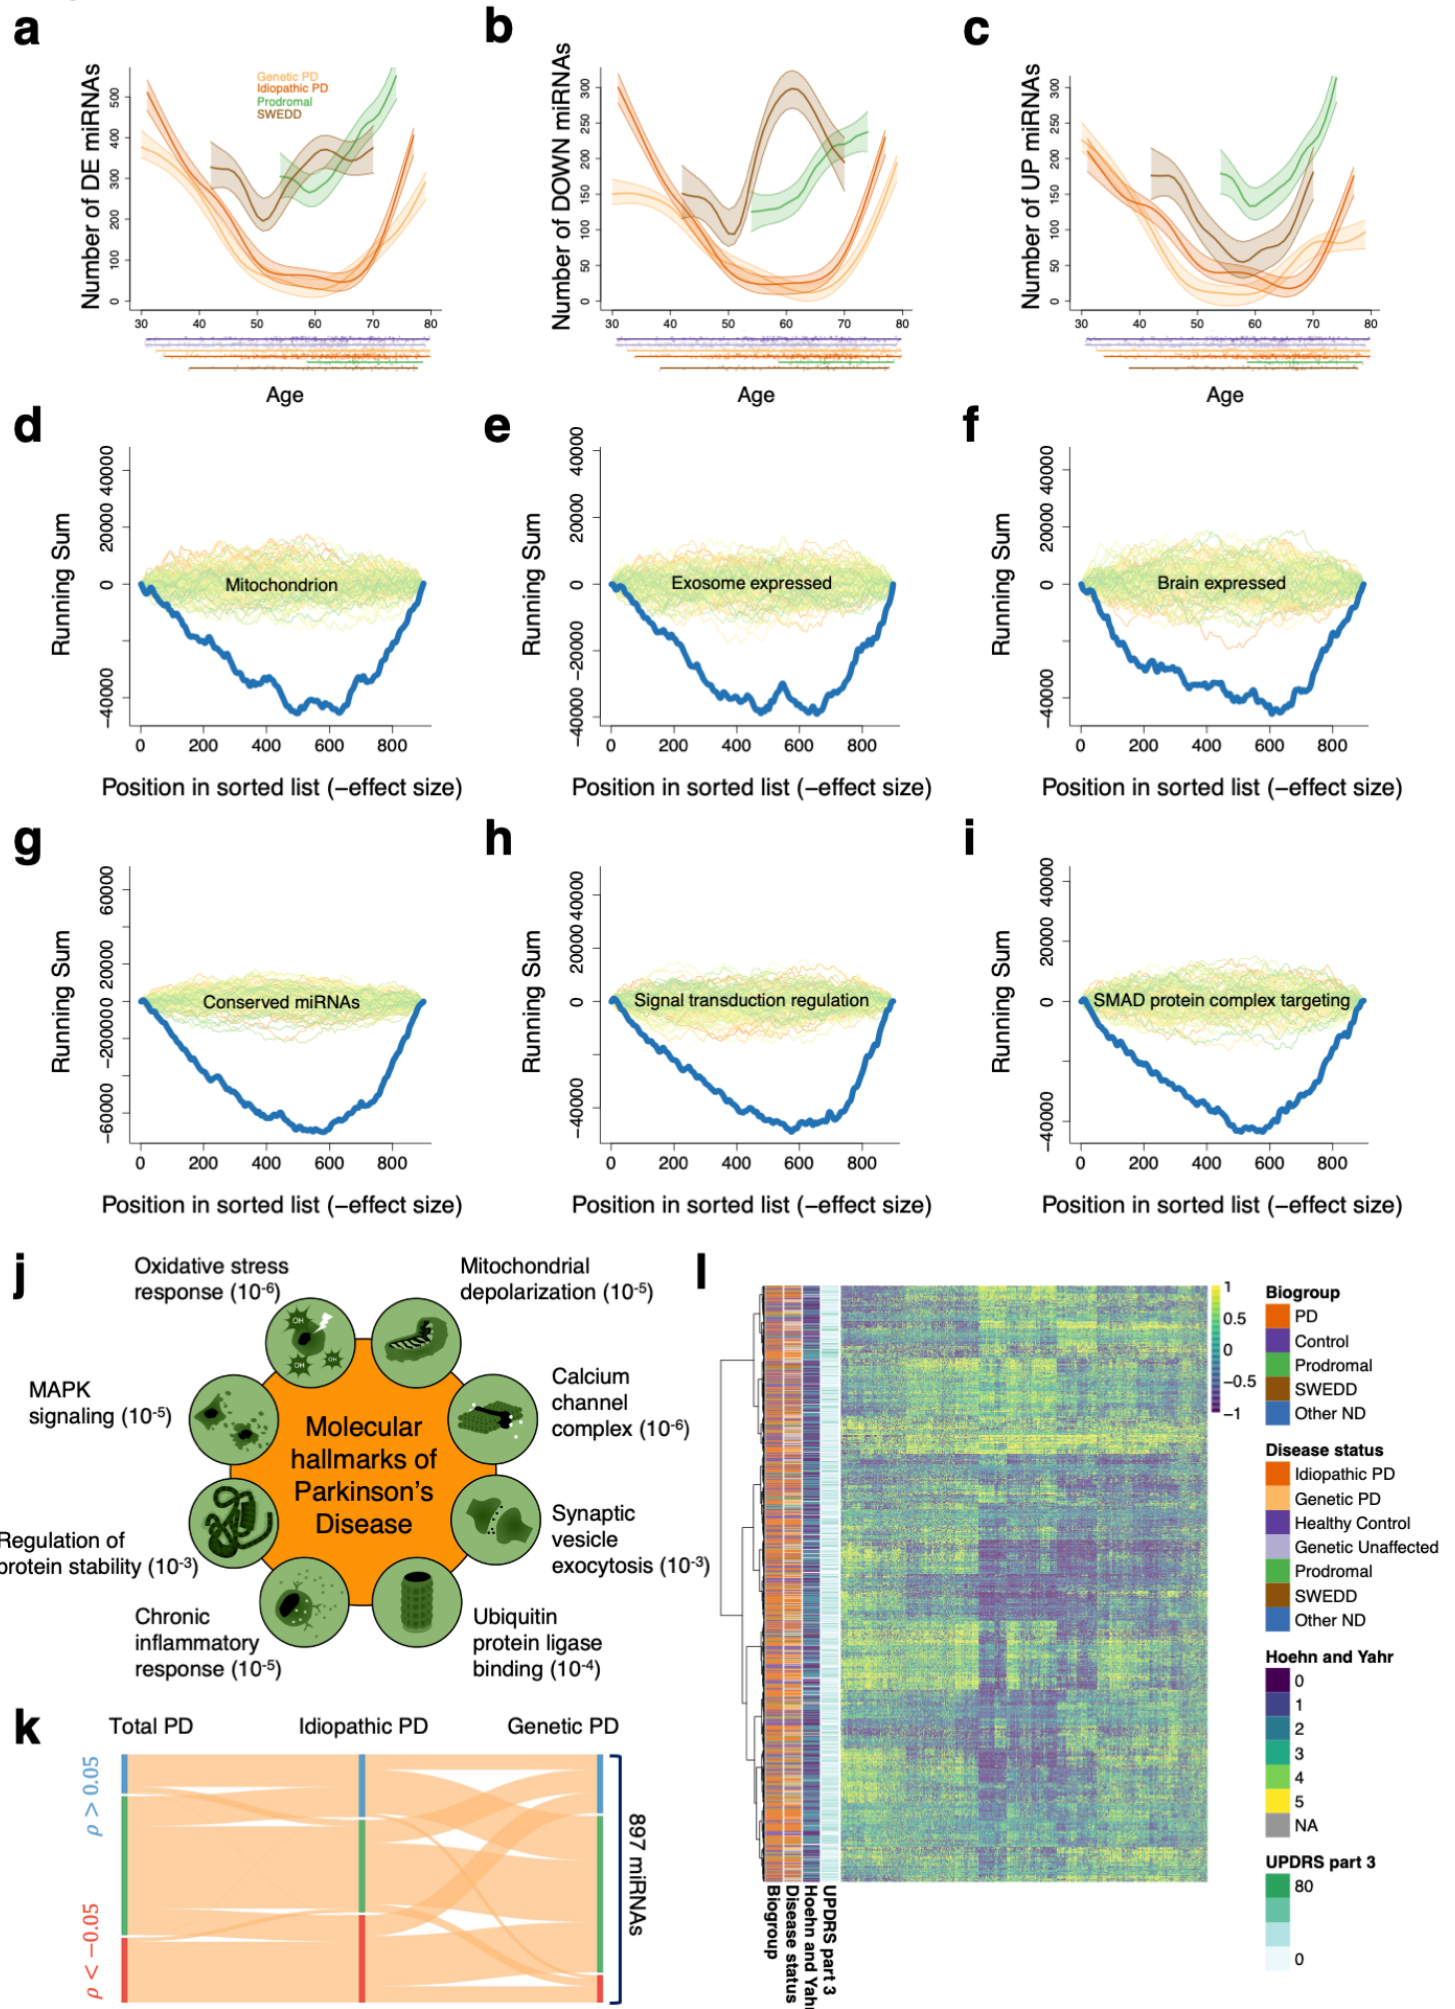 a
Number of DE miRNAs
0 100 200 300 400 500
Genetic PD
Idiopathic PD
Prodromal
SWEDD
30 40 50 60 70 80
Age
b
Number of DOWN miRNAs
0 50 100 150 200 250 300
30 40 50 60 70 80
Age
c
Number of UP miRNAs
0 50 100 150 200 250 300
30 40 50 60 70 80
Age
d
Running Sum
−40000 0 20000 40000
Mitochondrion
0 200 400 600 800
Position in sorted list (−effect size)
e
Running Sum
−40000 −20000 0 20000 40000
Exosome expressed
0 200 400 600 800
Position in sorted list (−effect size)
f
Running Sum
−40000 0 20000 40000
Brain expressed
0 200 400 600 800
Position in sorted list (−effect size)
g
Running Sum
−60000 −20000 0 20000 60000
Conserved miRNAs
0 200 400 600 800
Position in sorted list (−effect size)
h
Running Sum
−40000 0 20000 40000
Signal transduction regulation
0 200 400 600 800
Position in sorted list (−effect size)
i
Running Sum
−40000 0 20000 40000
SMAD protein complex targeting
0 200 400 600 800
Position in sorted list (−effect size)
j
Oxidative stress
response (10-6)
Mitochondrial
depolarization (10-5)
MAPK
signaling (10-5)
Calcium
channel
complex (10-6)
Molecular
hallmarks of
Parkinson's
Disease
Regulation of
protein stability (10-3)
Synaptic
vesicle
exocytosis (10-3)
Chronic
inflammatory
response (10-5)
Ubiquitin
protein ligase
binding (10-4)
OH
OH
OH
k
Total PD
Idiopathic PD
Genetic PD
ρ > 0.05
ρ < −0.05
897 miRNAs
l
1
0.5
0
−0.5
−1
Biogroup
Disease status
Hoehn and Yahr
UPDRS part 3
Biogroup
PD
Control
Prodromal
SWEDD
Other ND
Disease status
Idiopathic PD
Genetic PD
Healthy Control
Genetic Unaffected
Prodromal
SWEDD
Other ND
Hoehn and Yahr
0
1
2
3
4
5
NA
UPDRS part 3
80
0